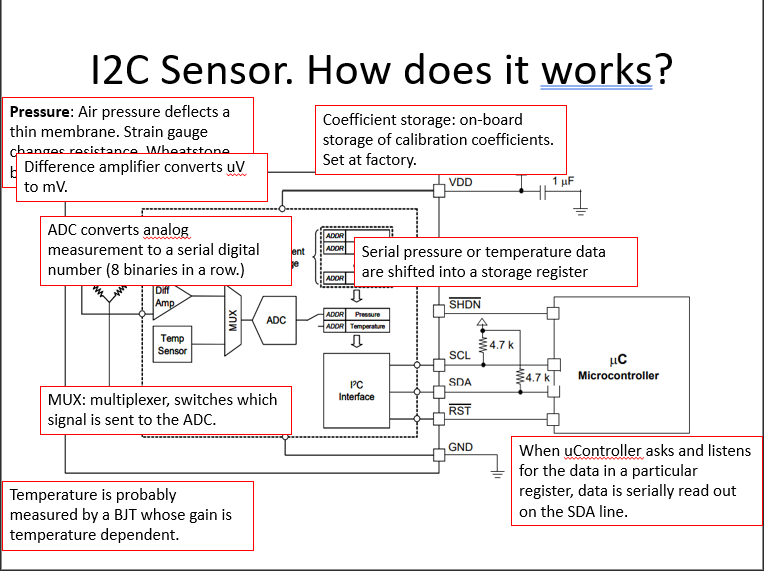 I2C Sensor. How does it works?
Pressure: Air pressure deflects a
thin membrane. Strain gauge
changes resistance. Wheatstone
Difference amplifier converts uV
to mV.
Coefficient storage: on-board
storage of calibration coefficients.
Set at factory.
VDD
1 µF
ADC converts analog
measurement to a serial digital
number (8 binaries in a row.)
ADDR
ADDR
ADDR
Serial pressure or temperature data
are shifted into a storage register
Diff
Amp
MUX
ADC
ADDR Pressure
ADDR Temperature
Temp
Sensor
SHDN
4.7 k
SCL
4.7 k
SDA
RST
I²C
Interface
µC
Microcontroller
MUX: multiplexer, switches which
signal is sent to the ADC.
GND
When uController asks and listens
for the data in a particular
register, data is serially read out
on the SDA line.
Temperature is probably
measured by a BJT whose gain is
temperature dependent.